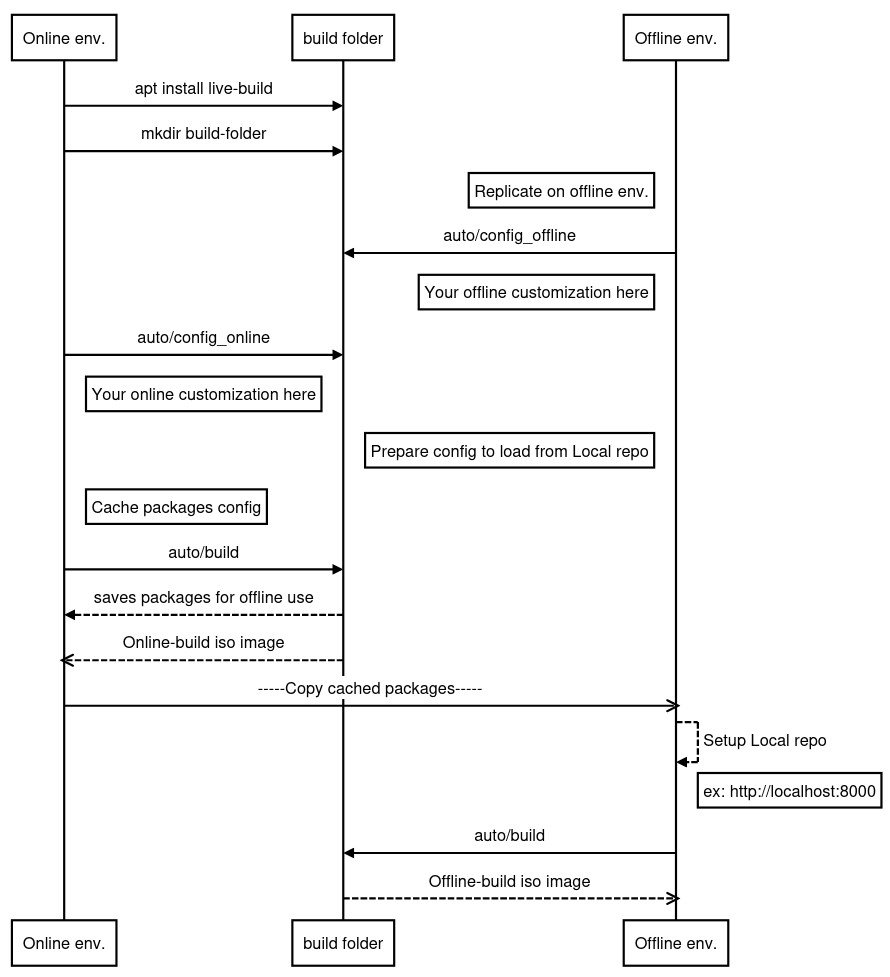 Online env.
build folder
Offline env.
apt install live-build
mkdir build-folder
Replicate on offline env.
auto/config_offline
Your offline customization here
auto/config_online
Your online customization here
Prepare config to load from Local repo
Cache packages config
auto/build
saves packages for offline use
Online-build iso image
-----Copy cached packages-----
Setup Local repo
ex: http://localhost:8000
auto/build
Offline-build iso image
Online env.
build folder
Offline env.